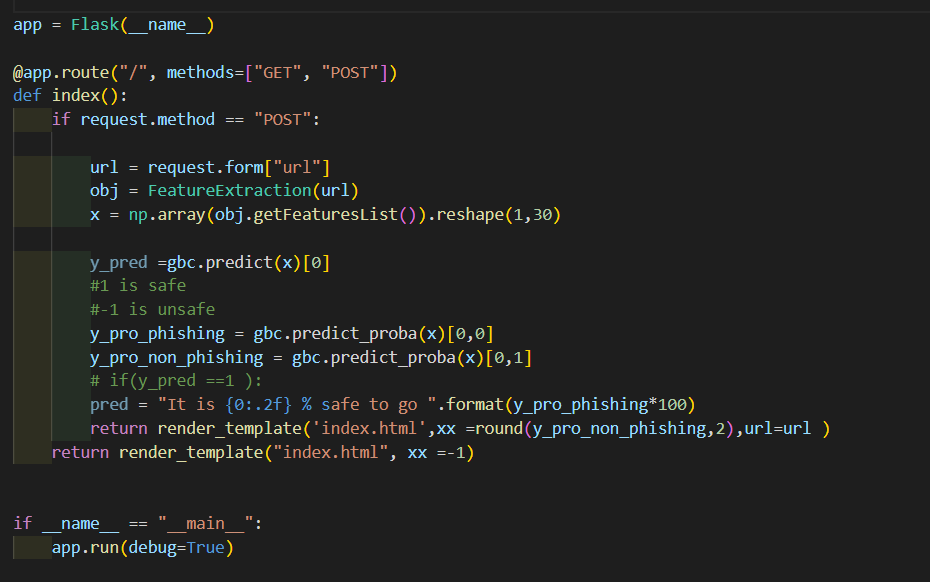 app = Flask(__name__)
@app.route("/", methods=["GET", "POST"])
def index():
    if request.method == "POST":
        url = request.form["url"]
        obj = FeatureExtraction(url)
        x = np.array(obj.getFeaturesList()).reshape(1,30)
        y_pred =gbc.predict(x)[0]
        #1 is safe
        #-1 is unsafe
        y_pro_phishing = gbc.predict_proba(x)[0,0]
        y_pro_non_phishing = gbc.predict_proba(x)[0,1]
        # if(y_pred ==1 ):
        pred = "It is {0:.2f} % safe to go ".format(y_pro_phishing*100)
        return render_template('index.html',xx =round(y_pro_non_phishing,2),url=url )
    return render_template("index.html", xx =-1)
if __name__ == "__main__":
    app.run(debug=True)